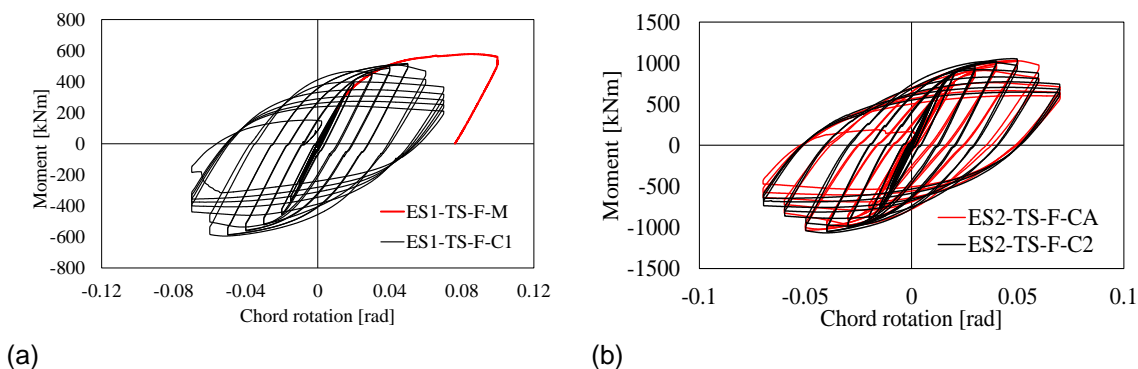 800
600
400
200
0
-200
-400
-600
-800
Moment [kNm]
-0.12 -0.08 -0.04 0 0.04 0.08 0.12
Chord rotation [rad]
ES1-TS-F-M
ES1-TS-F-C1
(a)
1500
1000
500
0
-500
-1000
-1500
Moment [kNm]
-0.1 -0.05 0 0.05 0.1
Chord rotation [rad]
ES2-TS-F-CA
ES2-TS-F-C2
(b)